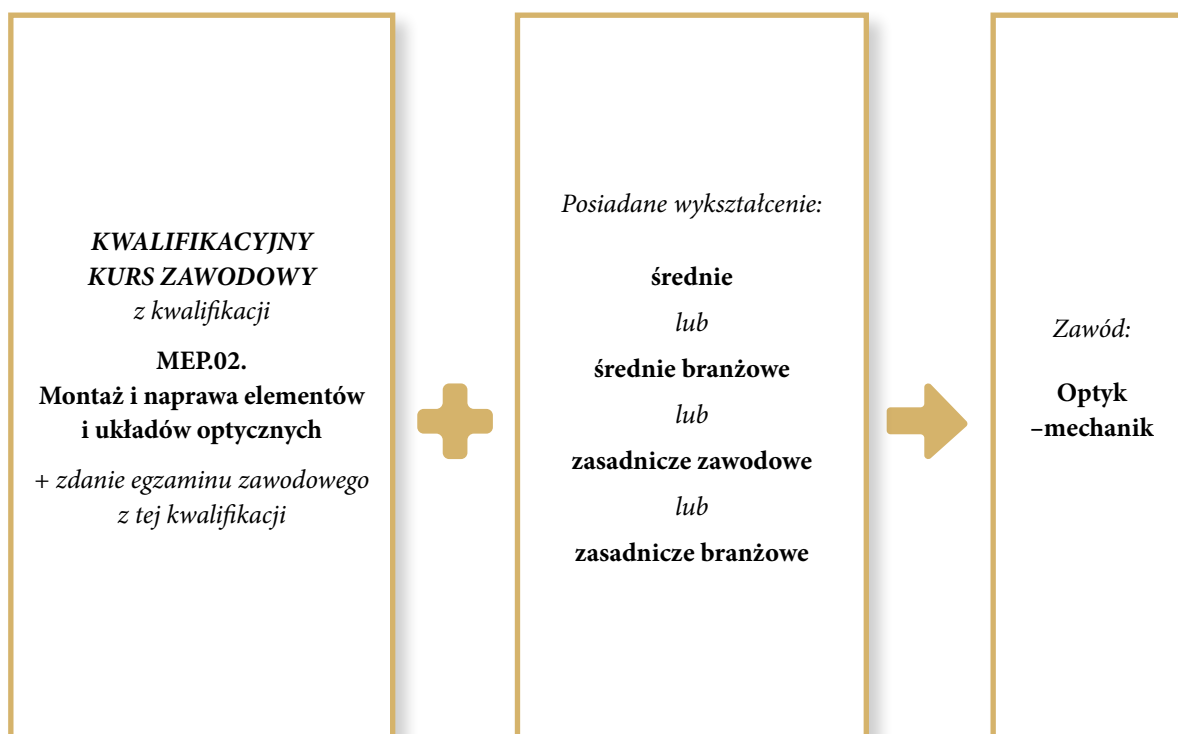 KWALIFIKACYJNY
KURS ZAWODOWY
z kwalifikacji
MEP.02.
Montaż i naprawa elementów
i układów optycznych
+ zdanie egzaminu zawodowego
z tej kwalifikacji
Posiadane wykształcenie:
średnie
lub
średnie branżowe
lub
zasadnicze zawodowe
lub
zasadnicze branżowe
Zawód:
Optyk
–mechanik